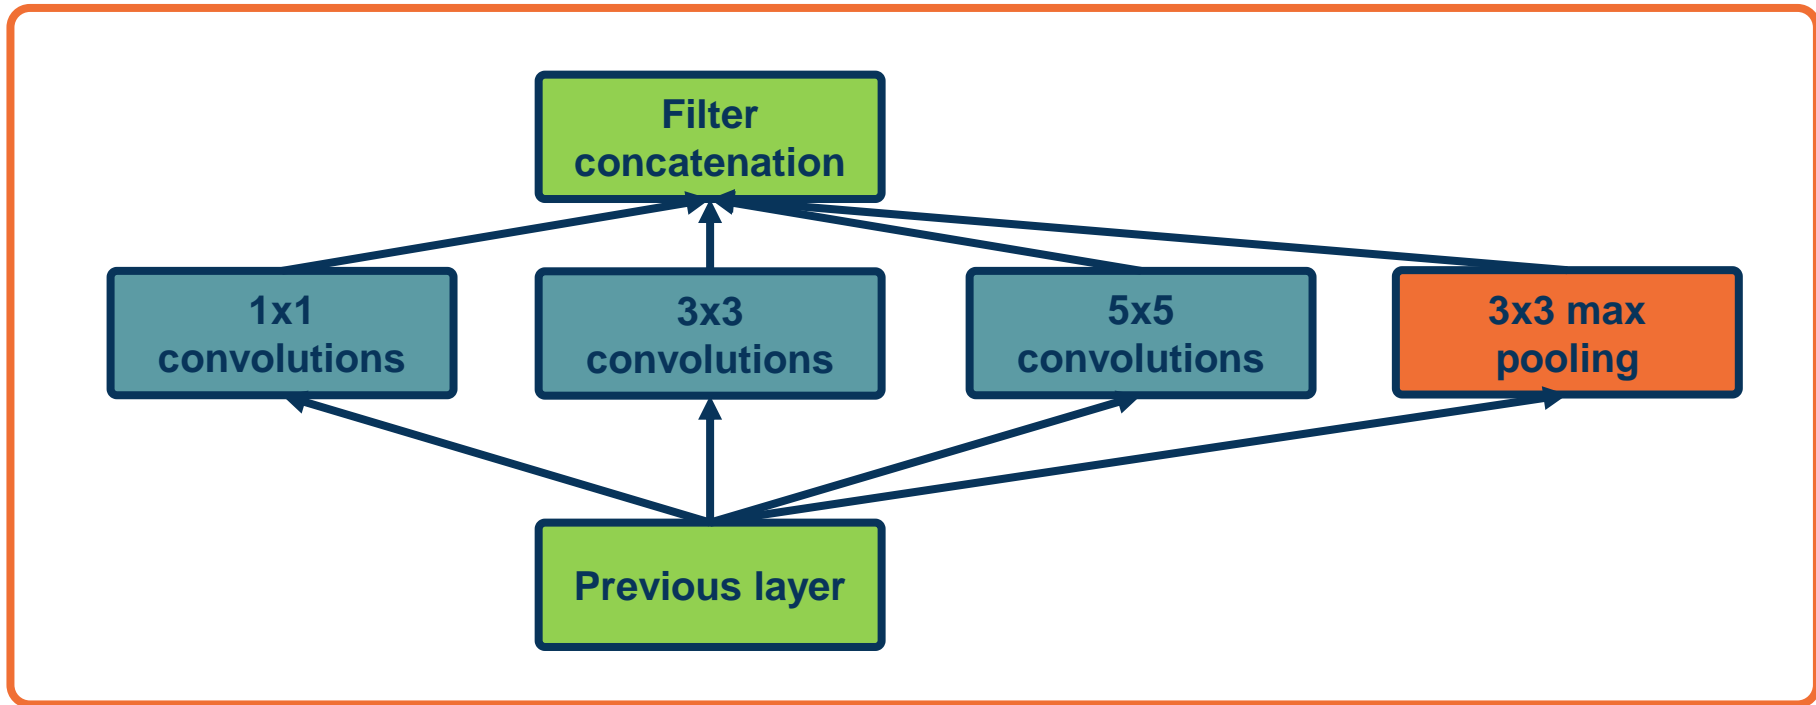 Filter
concatenation
1x1
convolutions
3x3
convolutions
5x5
convolutions
3x3 max
pooling
Previous layer